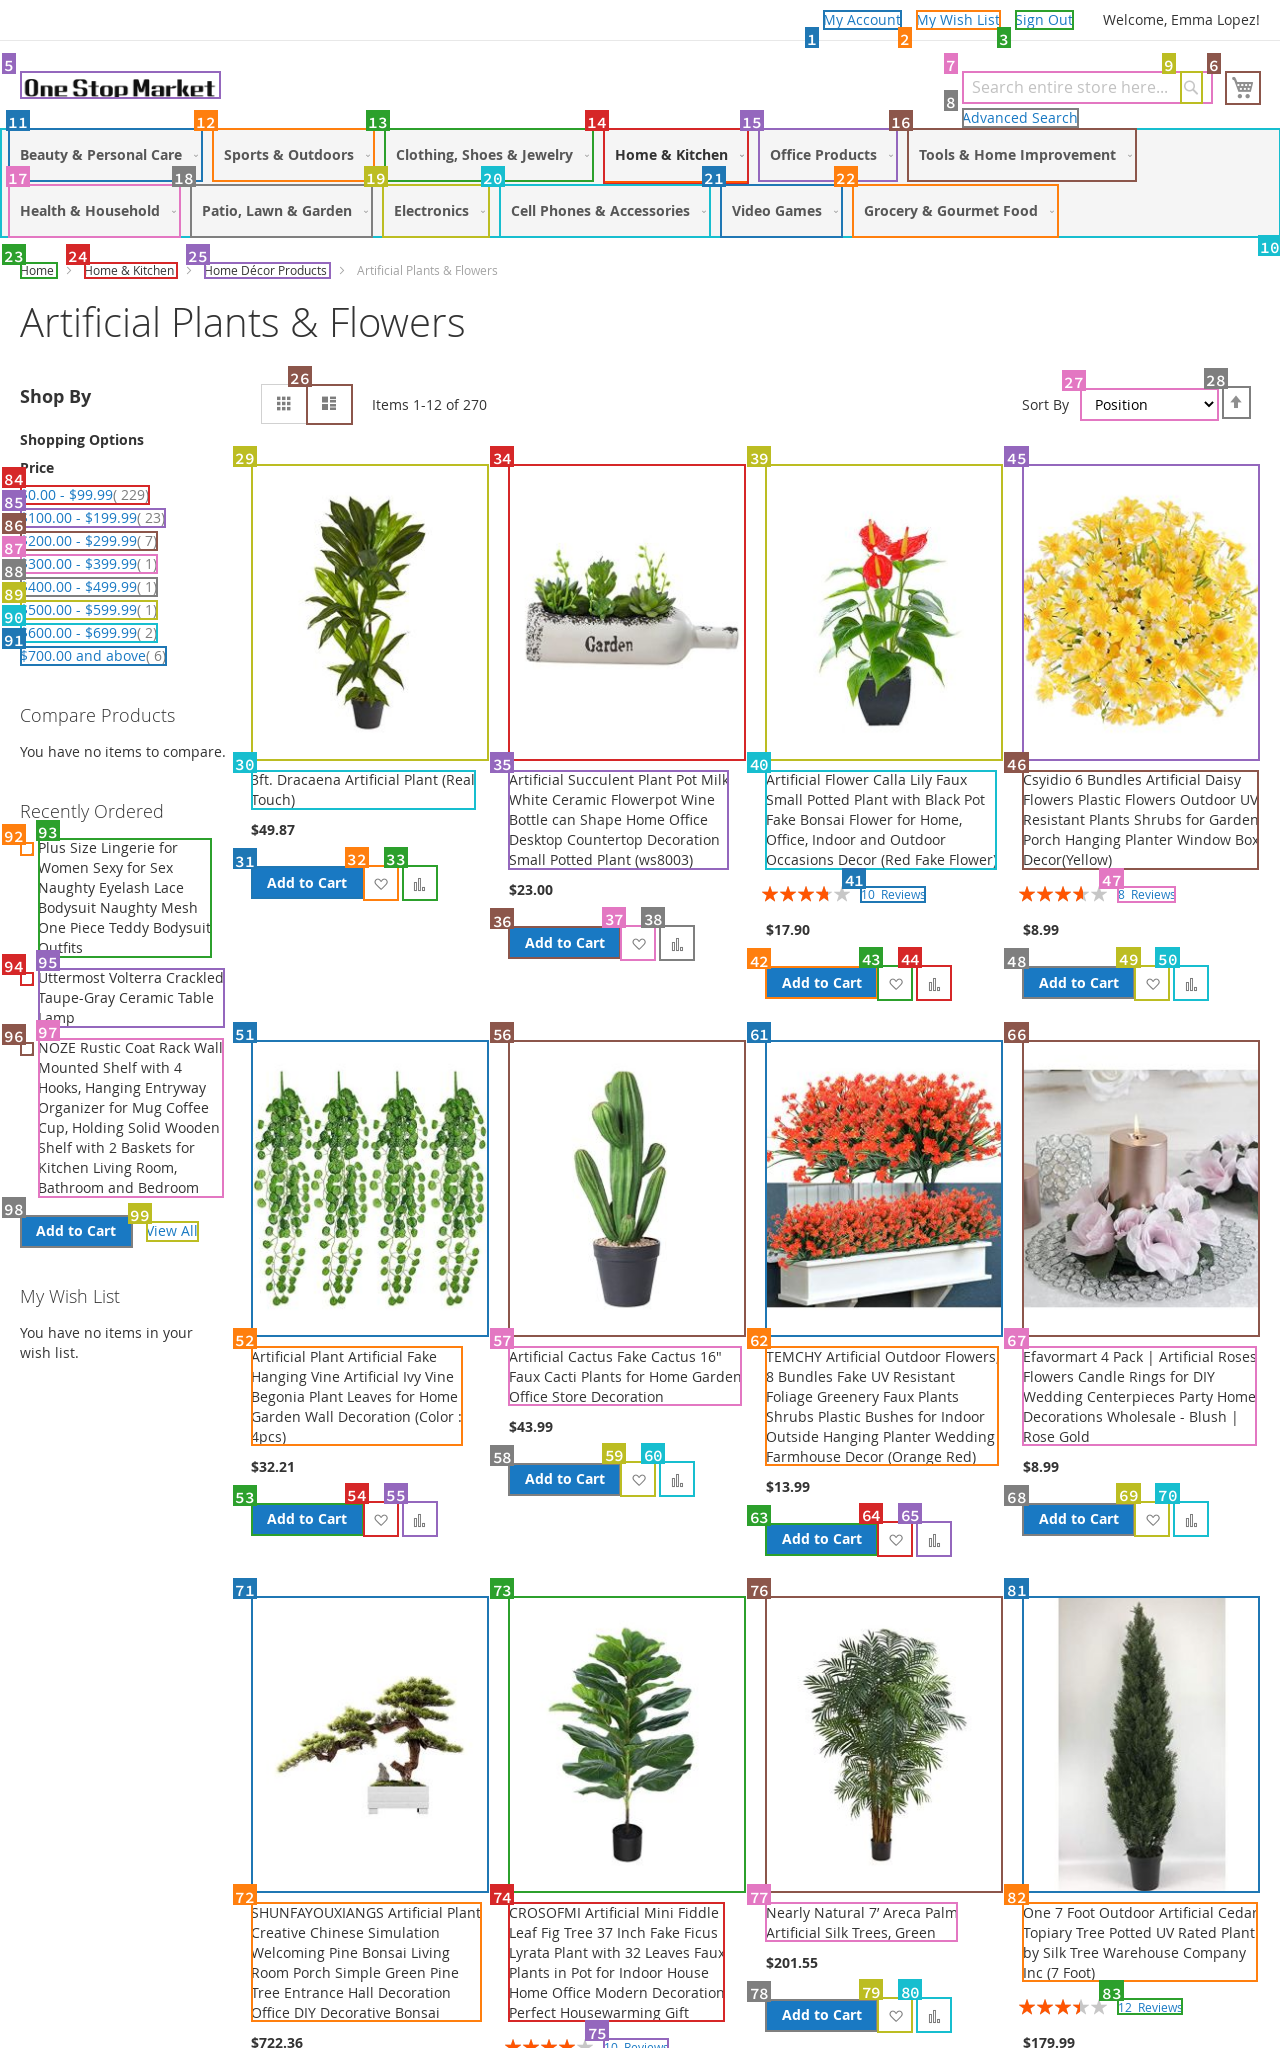 My Account
My Wish List
Sign Out
Welcome, Emma Lopez!
1
2
3
5
7
9
6
One Stop Market
Search entire store here...
8
Advanced Search
11
12
13
14
15
16
Beauty & Personal Care
Sports & Outdoors
Clothing, Shoes & Jewelry
Home & Kitchen
Office Products
Tools & Home Improvement
17
18
19
20
21
22
Health & Household
Patio, Lawn & Garden
Electronics
Cell Phones & Accessories
Video Games
Grocery & Gourmet Food
10
23
24
25
Home
Home & Kitchen
Home Décor Products
Artificial Plants & Flowers
Artificial Plants & Flowers
Shop By
26
Items 1-12 of 270
27
28
Sort By
Position
Shopping Options
Price
84
$0.00 - $99.99( 229)
85
$100.00 - $199.99( 23)
86
$200.00 - $299.99( 7)
87
$300.00 - $399.99( 1)
88
$400.00 - $499.99( 1)
89
$500.00 - $599.99( 1)
90
$600.00 - $699.99( 2)
91
$700.00 and above( 6)
Compare Products
You have no items to compare.
Recently Ordered
92
93
Plus Size Lingerie for
Women Sexy for Sex
Naughty Eyelash Lace
Bodysuit Naughty Mesh
One Piece Teddy Bodysuit
Outfits
94
95
Uttermost Volterra Crackled
Taupe-Gray Ceramic Table
Lamp
96
97
NOZE Rustic Coat Rack Wall
Mounted Shelf with 4
Hooks, Hanging Entryway
Organizer for Mug Coffee
Cup, Holding Solid Wooden
Shelf with 2 Baskets for
Kitchen Living Room,
Bathroom and Bedroom
98
Add to Cart
99
View All
My Wish List
You have no items in your
wish list.
29
30
3ft. Dracaena Artificial Plant (Real
Touch)
$49.87
31
32
33
Add to Cart
34
Garden
35
Artificial Succulent Plant Pot Milk
White Ceramic Flowerpot Wine
Bottle can Shape Home Office
Desktop Countertop Decoration
Small Potted Plant (ws8003)
$23.00
36
37
38
Add to Cart
39
40
Artificial Flower Calla Lily Faux
Small Potted Plant with Black Pot
Fake Bonsai Flower for Home,
Office, Indoor and Outdoor
Occasions Decor (Red Fake Flower)
41
10 Reviews
$17.90
42
43
44
Add to Cart
45
46
Csyidio 6 Bundles Artificial Daisy
Flowers Plastic Flowers Outdoor UV
Resistant Plants Shrubs for Garden
Porch Hanging Planter Window Box
Decor(Yellow)
47
8 Reviews
$8.99
48
49
50
Add to Cart
51
52
Artificial Plant Artificial Fake
Hanging Vine Artificial Ivy Vine
Begonia Plant Leaves for Home
Garden Wall Decoration (Color :
4pcs)
$32.21
53
54
55
Add to Cart
56
57
Artificial Cactus Fake Cactus 16"
Faux Cacti Plants for Home Garden
Office Store Decoration
$43.99
58
59
60
Add to Cart
61
62
TEMCHY Artificial Outdoor Flowers,
8 Bundles Fake UV Resistant
Foliage Greenery Faux Plants
Shrubs Plastic Bushes for Indoor
Outside Hanging Planter Wedding
Farmhouse Decor (Orange Red)
$13.99
63
64
65
Add to Cart
66
67
Efavormart 4 Pack | Artificial Roses
Flowers Candle Rings for DIY
Wedding Centerpieces Party Home
Decorations Wholesale - Blush |
Rose Gold
$8.99
68
69
70
Add to Cart
71
72
SHUNFAYOUXIANGS Artificial Plant
Creative Chinese Simulation
Welcoming Pine Bonsai Living
Room Porch Simple Green Pine
Tree Entrance Hall Decoration
Office DIY Decorative Bonsai
$722.36
73
74
CROSOFMI Artificial Mini Fiddle
Leaf Fig Tree 37 Inch Fake Ficus
Lyrata Plant with 32 Leaves Faux
Plants in Pot for Indoor House
Home Office Modern Decoration
Perfect Housewarming Gift
75
10 Reviews
76
77
Nearly Natural 7’ Areca Palm
Artificial Silk Trees, Green
$201.55
78
79
80
Add to Cart
81
82
One 7 Foot Outdoor Artificial Cedar
Topiary Tree Potted UV Rated Plant
by Silk Tree Warehouse Company
Inc (7 Foot)
83
12 Reviews
$179.99